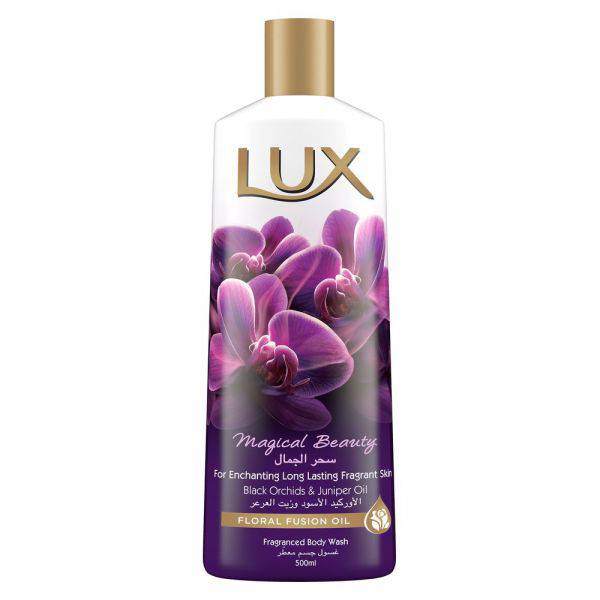 LUX
Magical Beauty
سحر الجمال
For Enchanting Long Lasting Fragrant Skin
Black Orchids & Juniper Oil
الأوركيد الأسود وزيت العرعر
FLORAL FUSION OIL
Fragranced Body Wash
غسول جسم معطّر
500ml